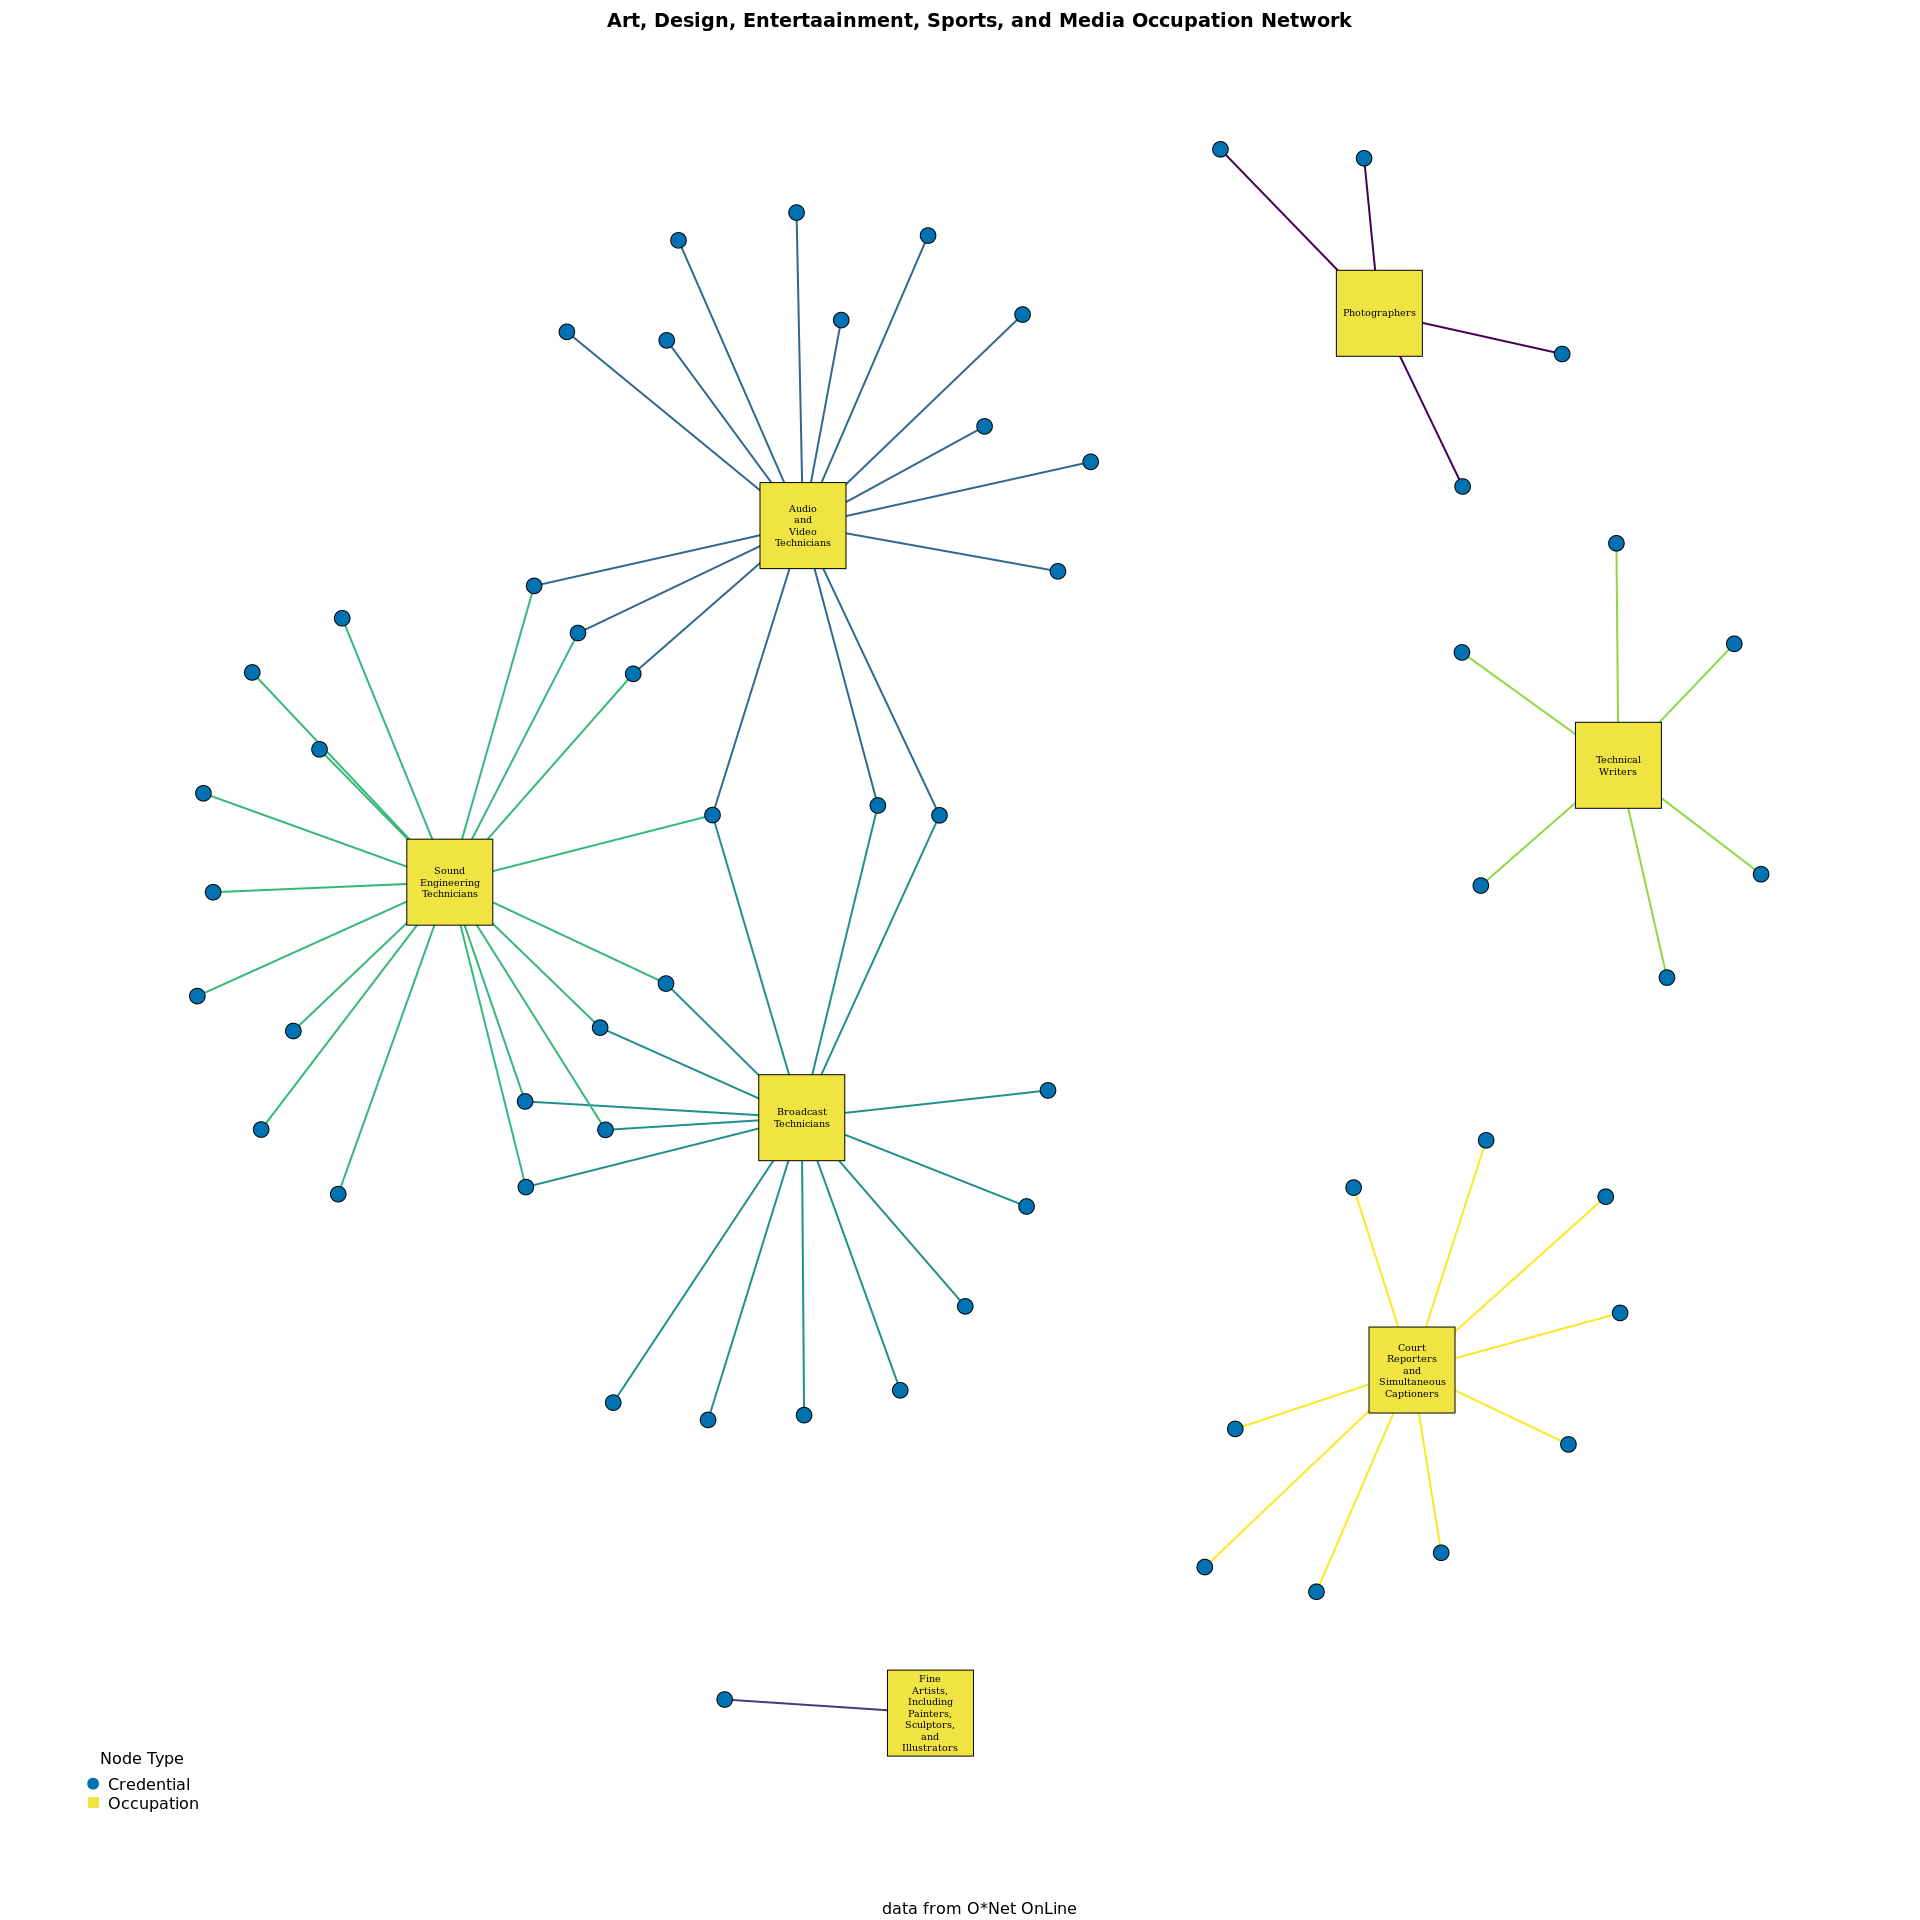 Art, Design, Entertaainment, Sports, and Media Occupation Network
Photographers
Audio
and
Video
Technicians
Technical
Writers
Sound
Engineering
Technicians
Broadcast
Technicians
Court
Reporters
and
Simultaneous
Captioners
Fine
Artists,
Including
Painters,
Sculptors,
and
Illustrators
Node Type
Credential
Occupation
data from O*Net OnLine